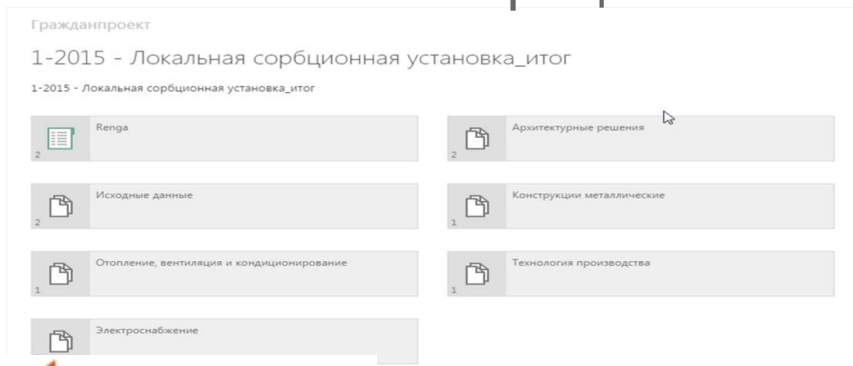 Гражданпроект
1-2015 - Локальная сорбционная установка_итог
1-2015 - Локальная сорбционная установка_итог
Renga
2
Архитектурные решения
2
Исходные данные
2
Конструкции металлические
1
Отопление, вентиляция и кондиционирование
1
Технология производства
1
Электроснабжение